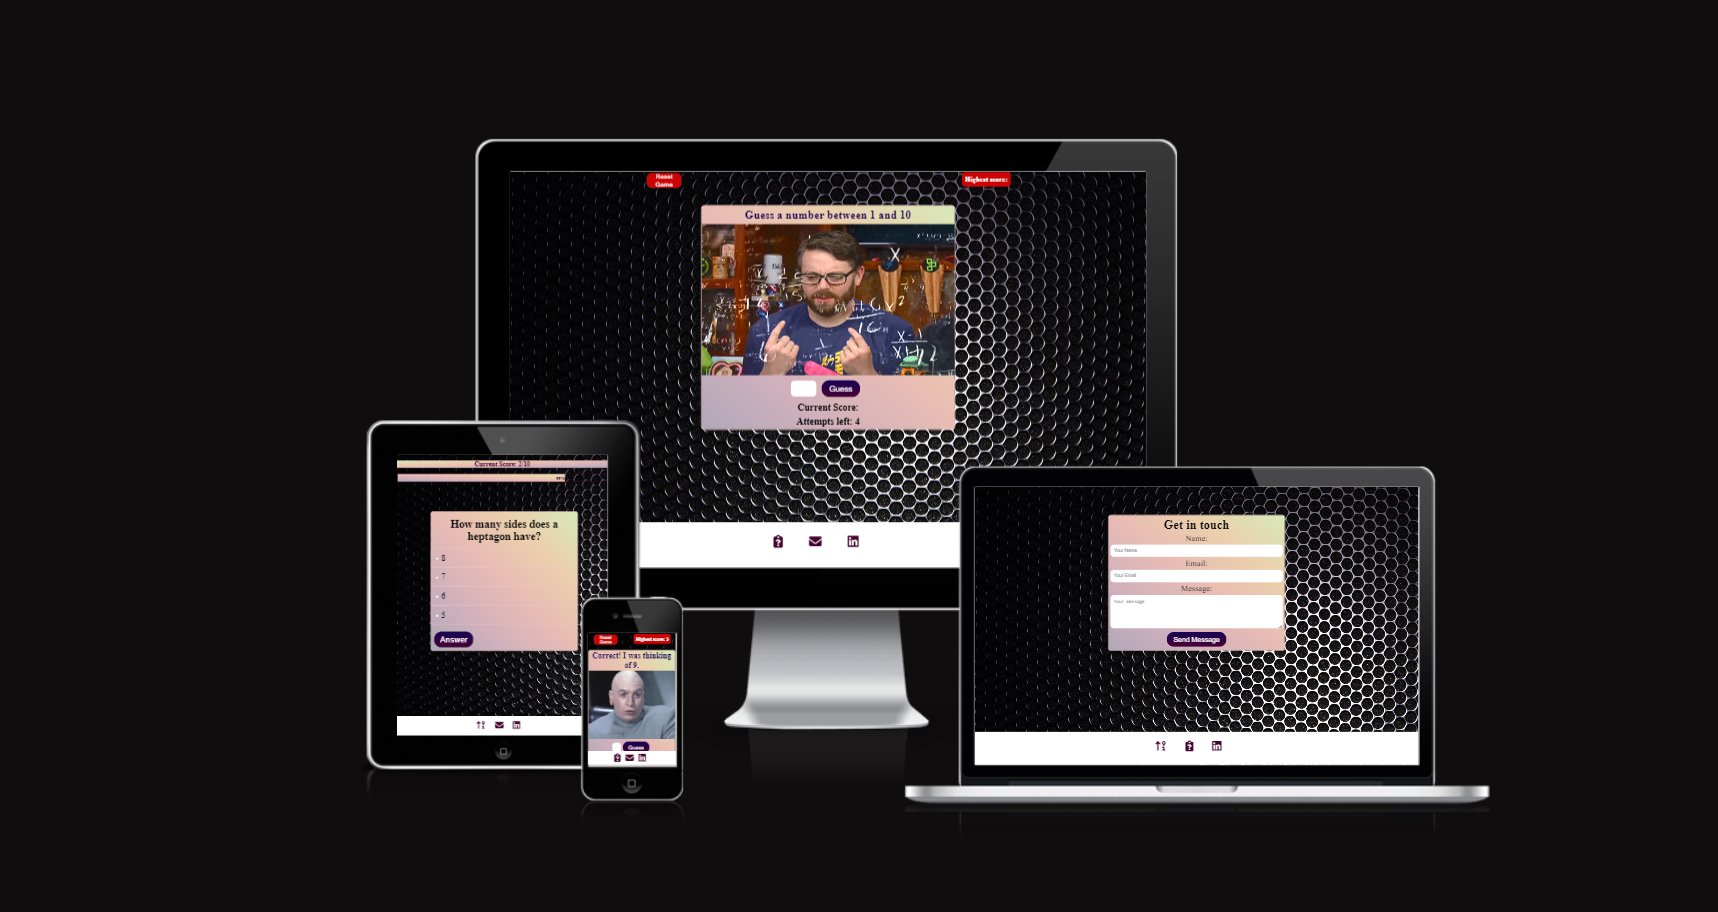 Reset
Game
Highest score:
Guess a number between 1 and 10
Guess
Current Score:
Attempts left: 4
Current Score: 2/10
How many sides does a
heptagon have?
8
7
6
5
Answer
Reset
Game
Highest score: 3
Correct! I was thinking
of 9.
Guess
Get in touch
Name:
Your Name
Email:
Your Email
Message:
Your message
Send Message